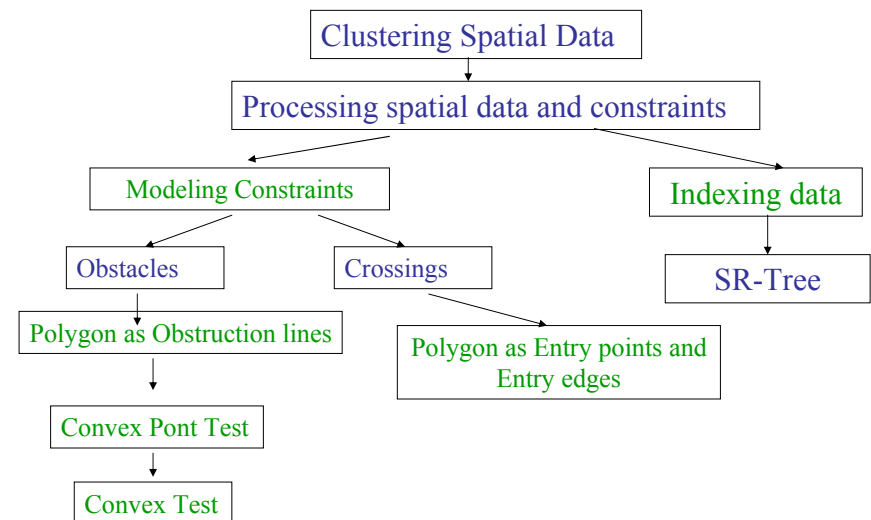 Clustering Spatial Data
Processing spatial data and constraints
Modeling Constraints
Indexing data
Obstacles
Crossings
SR-Tree
Polygon as Obstruction lines
Polygon as Entry points and
Entry edges
Convex Pont Test
Convex Test